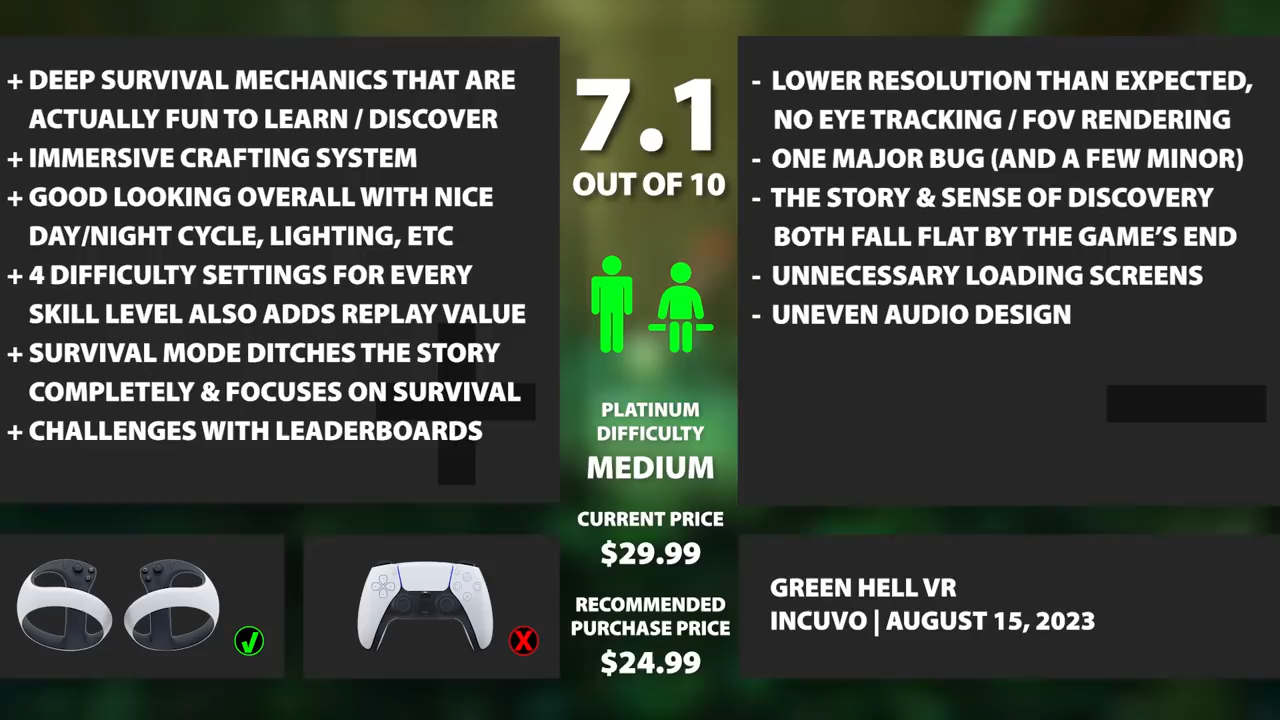 + DEEP SURVIVAL MECHANICS THAT ARE
ACTUALLY FUN TO LEARN / DISCOVER
+ IMMERSIVE CRAFTING SYSTEM
+ GOOD LOOKING OVERALL WITH NICE
DAY/NIGHT CYCLE, LIGHTING, ETC
+ 4 DIFFICULTY SETTINGS FOR EVERY
SKILL LEVEL ALSO ADDS REPLAY VALUE
+ SURVIVAL MODE DITCHES THE STORY
COMPLETELY & FOCUSES ON SURVIVAL
+ CHALLENGES WITH LEADERBOARDS
7.1
OUT OF 10
PLATINUM
DIFFICULTY
MEDIUM
CURRENT PRICE
$29.99
RECOMMENDED
PURCHASE PRICE
$24.99
- LOWER RESOLUTION THAN EXPECTED,
NO EYE TRACKING / FOV RENDERING
- ONE MAJOR BUG (AND A FEW MINOR)
- THE STORY & SENSE OF DISCOVERY
BOTH FALL FLAT BY THE GAME'S END
- UNNECESSARY LOADING SCREENS
- UNEVEN AUDIO DESIGN
X
GREEN HELL VR
INCUVO | AUGUST 15, 2023